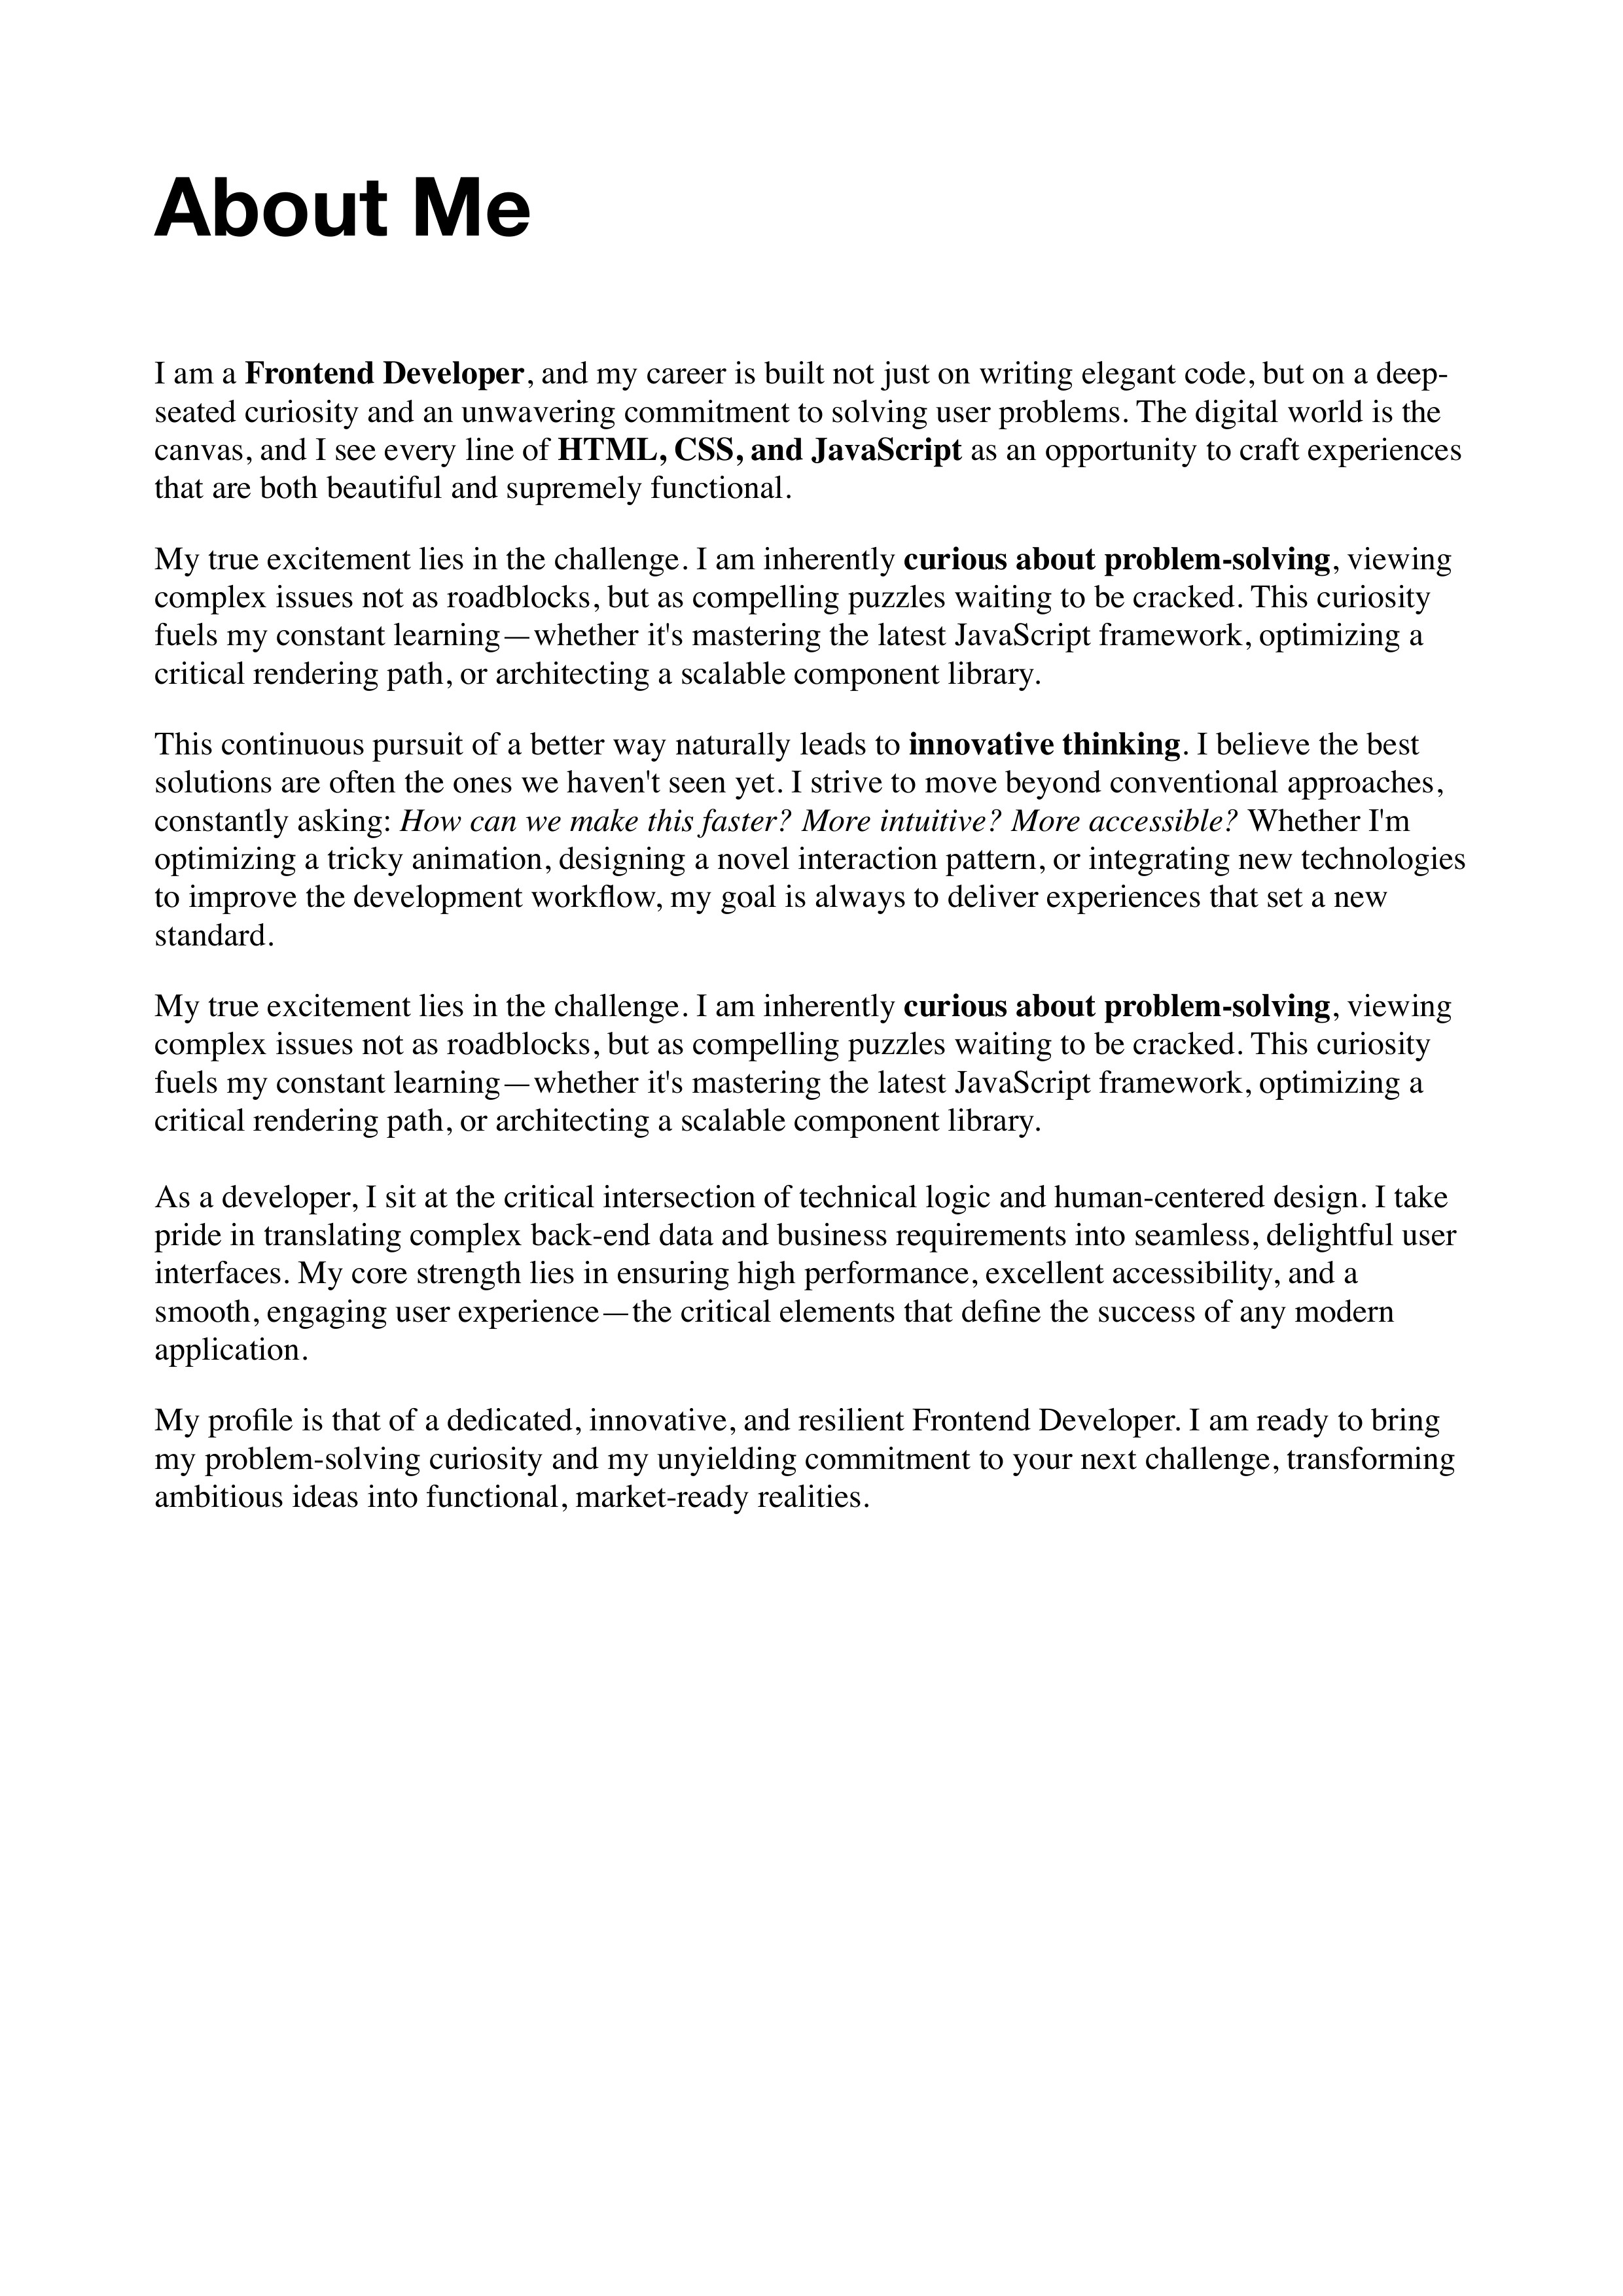 About Me
I am a Frontend Developer, and my career is built not just on writing elegant code, but on a deep-
seated curiosity and an unwavering commitment to solving user problems. The digital world is the
canvas, and I see every line of HTML, CSS, and JavaScript as an opportunity to craft experiences
that are both beautiful and supremely functional.
My true excitement lies in the challenge. I am inherently curious about problem-solving, viewing
complex issues not as roadblocks, but as compelling puzzles waiting to be cracked. This curiosity
fuels my constant learning—whether it's mastering the latest JavaScript framework, optimizing a
critical rendering path, or architecting a scalable component library.
This continuous pursuit of a better way naturally leads to innovative thinking. I believe the best
solutions are often the ones we haven't seen yet. I strive to move beyond conventional approaches,
constantly asking: How can we make this faster? More intuitive? More accessible? Whether I'm
optimizing a tricky animation, designing a novel interaction pattern, or integrating new technologies
to improve the development workflow, my goal is always to deliver experiences that set a new
standard.
My true excitement lies in the challenge. I am inherently curious about problem-solving, viewing
complex issues not as roadblocks, but as compelling puzzles waiting to be cracked. This curiosity
fuels my constant learning—whether it's mastering the latest JavaScript framework, optimizing a
critical rendering path, or architecting a scalable component library.
As a developer, I sit at the critical intersection of technical logic and human-centered design. I take
pride in translating complex back-end data and business requirements into seamless, delightful user
interfaces. My core strength lies in ensuring high performance, excellent accessibility, and a
smooth, engaging user experience—the critical elements that define the success of any modern
application.
My profile is that of a dedicated, innovative, and resilient Frontend Developer. I am ready to bring
my problem-solving curiosity and my unyielding commitment to your next challenge, transforming
ambitious ideas into functional, market-ready realities.